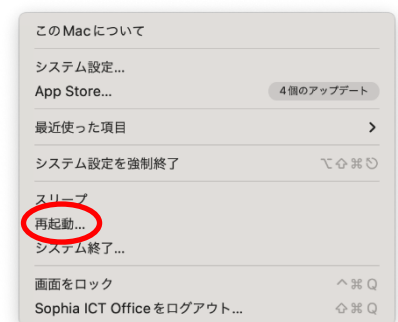 このMacについて
システム設定...
App Store... 4個のアップデート
最近使った項目
システム設定を強制終了 ⌥⇧⌘⎋
スリープ
再起動...
システム終了...
画面をロック ^⌘Q
Sophia ICT Officeをログアウト... ⇧⌘Q